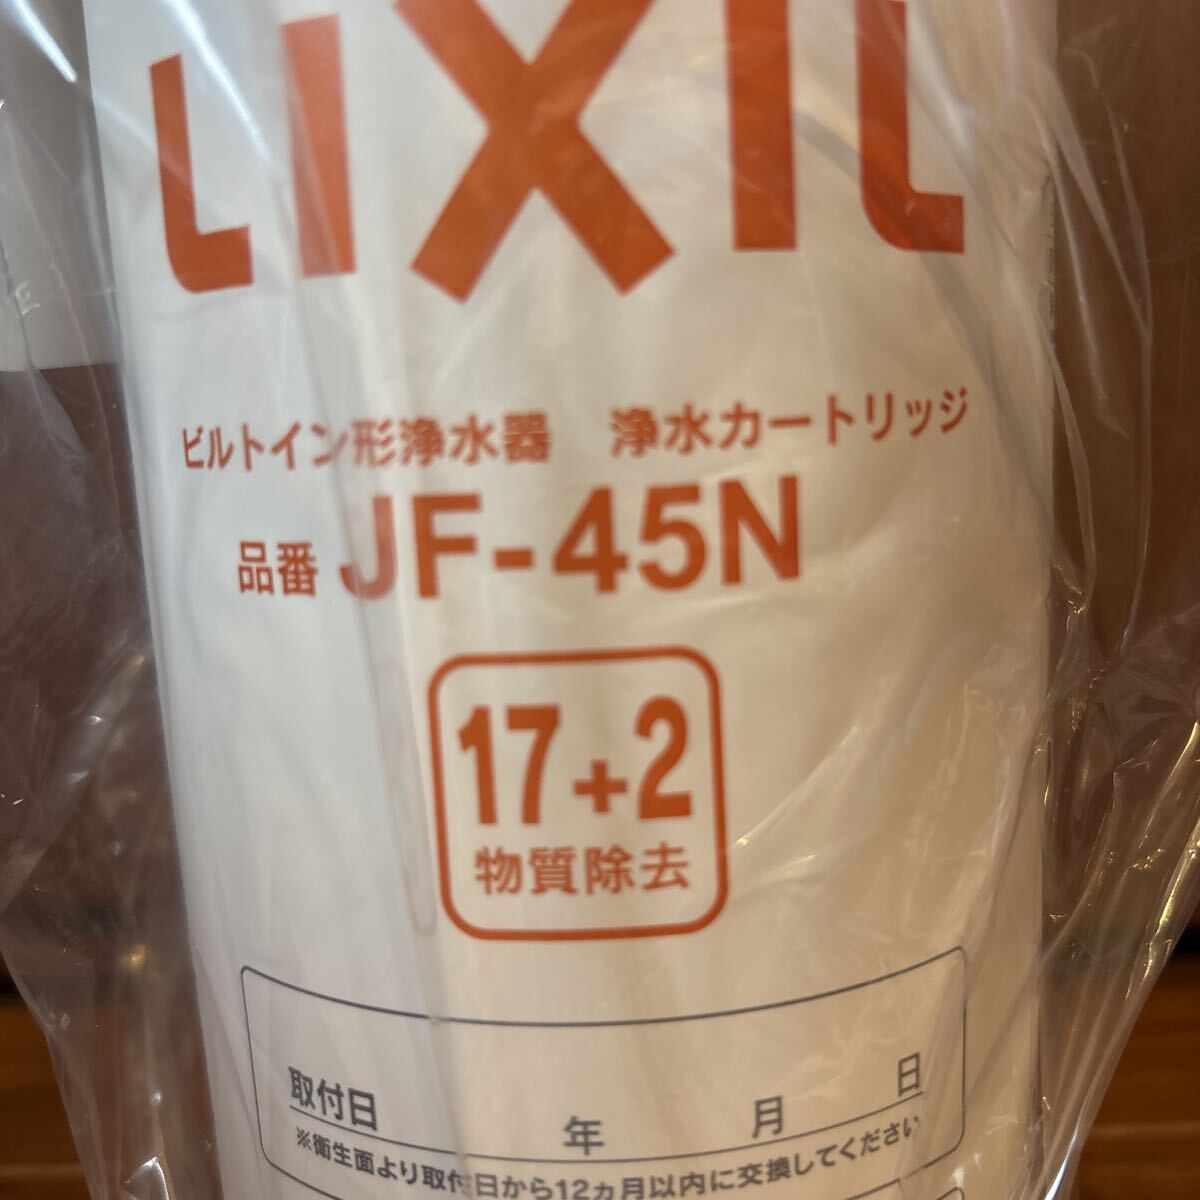 LIXIL
ビルトイン形浄水器　浄水カートリッジ
品番 JF-45N
17+2
物質除去
取付日　　年　　月　　日
※衛生面より取付日から12ヵ月以内に交換してください